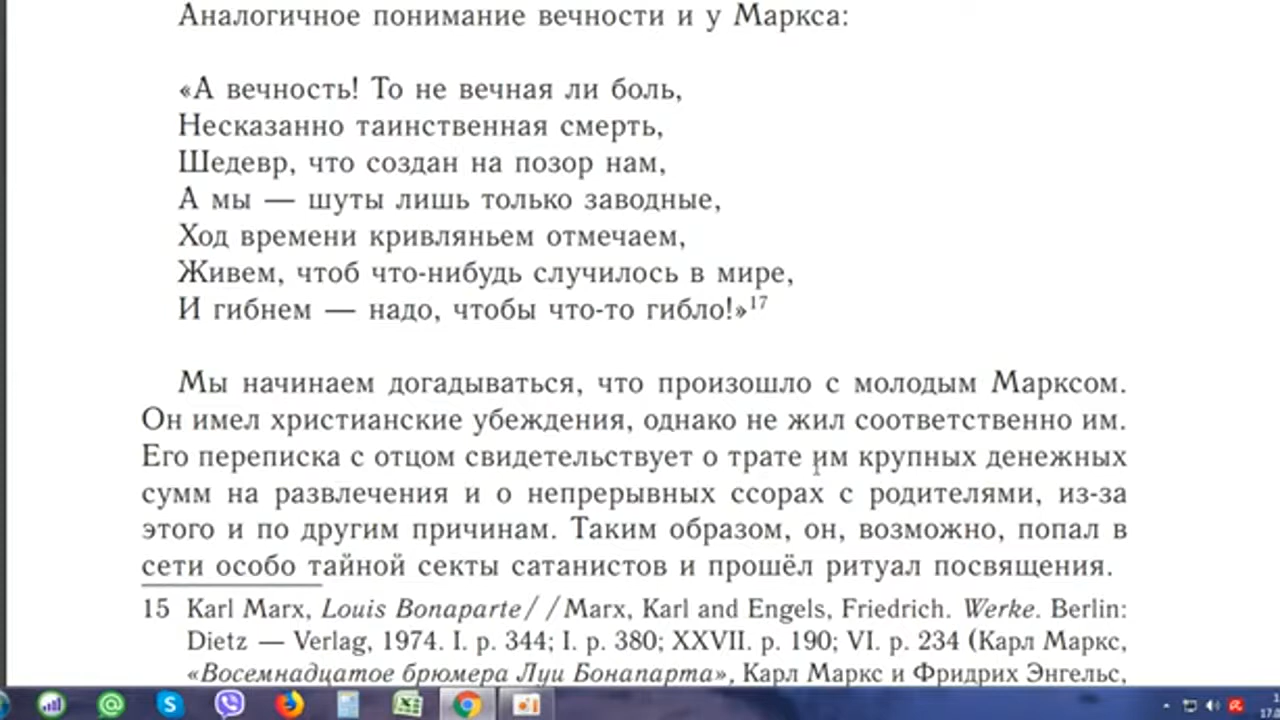 Аналогичное понимание вечности и у Маркса:
«А вечность! То не вечная ли боль,
Несказанно таинственная смерть,
Шедевр, что создан на позор нам,
А мы — шуты лишь только заводные,
Ход времени кривляньем отмечаем,
Живем, чтоб что-нибудь случилось в мире,
И гибнем — надо, чтобы что-то гибло!»17
Мы начинаем догадываться, что произошло с молодым Марксом.
Он имел христианские убеждения, однако не жил соответственно им.
Его переписка с отцом свидетельствует о трате им крупных денежных
сумм на развлечения и о непрерывных ссорах с родителями, из-за
этого и по другим причинам. Таким образом, он, возможно, попал в
сети особо тайной секты сатанистов и прошёл ритуал посвящения.
15 Karl Marx, Louis Bonaparte//Marx, Karl and Engels, Friedrich. Werke. Berlin:
Dietz — Verlag, 1974. I. p. 344; I. p. 380; XXVII. p. 190; VI. p. 234 (Карл Маркс,
«Восемнадцатое брюмера Луи Бонапарта», Карл Маркс и Фридрих Энгельс,